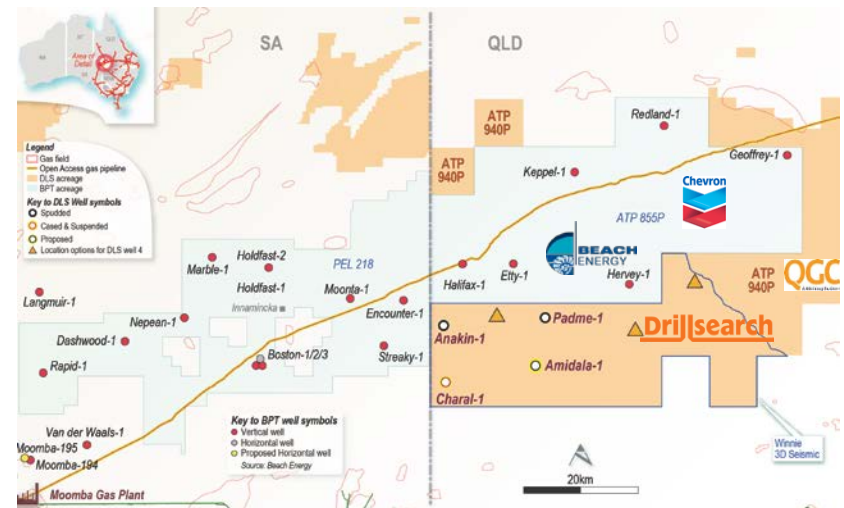 SA
QLD
Area of
Detail
Legend
Gas field
Open Access gas pipeline
DLS acreage
BPT acreage
Key to DLS Well symbols
Spudded
Cased & Suspended
Proposed
Location options for DLS well 4
ATP
940P
Redland-1
ATP
940P
Keppel-1
Geoffrey-1
Chevron
ATP 855P
BEACH
ENERGY
PEL 218
Marble-1
Holdfast-2
Holdfast-1
Innamincka
Moonta-1
Encounter-1
Halifax-1
Etty-1
Hervey-1
ATP
940P
QGC
Langmuir-1
Nepean-1
Dashwood-1
Rapid-1
Boston-1/2/3
Streaky-1
Anakin-1
Padme-1
Drillsearch
Amidala-1
Charal-1
Van der Waals-1
Moomba-195
Moomba-194
Moomba Gas Plant
Key to BPT well symbols
Vertical well
Horizontal well
Proposed Horizontal well
Source: Beach Energy
20km
Winnie
3D Seismic